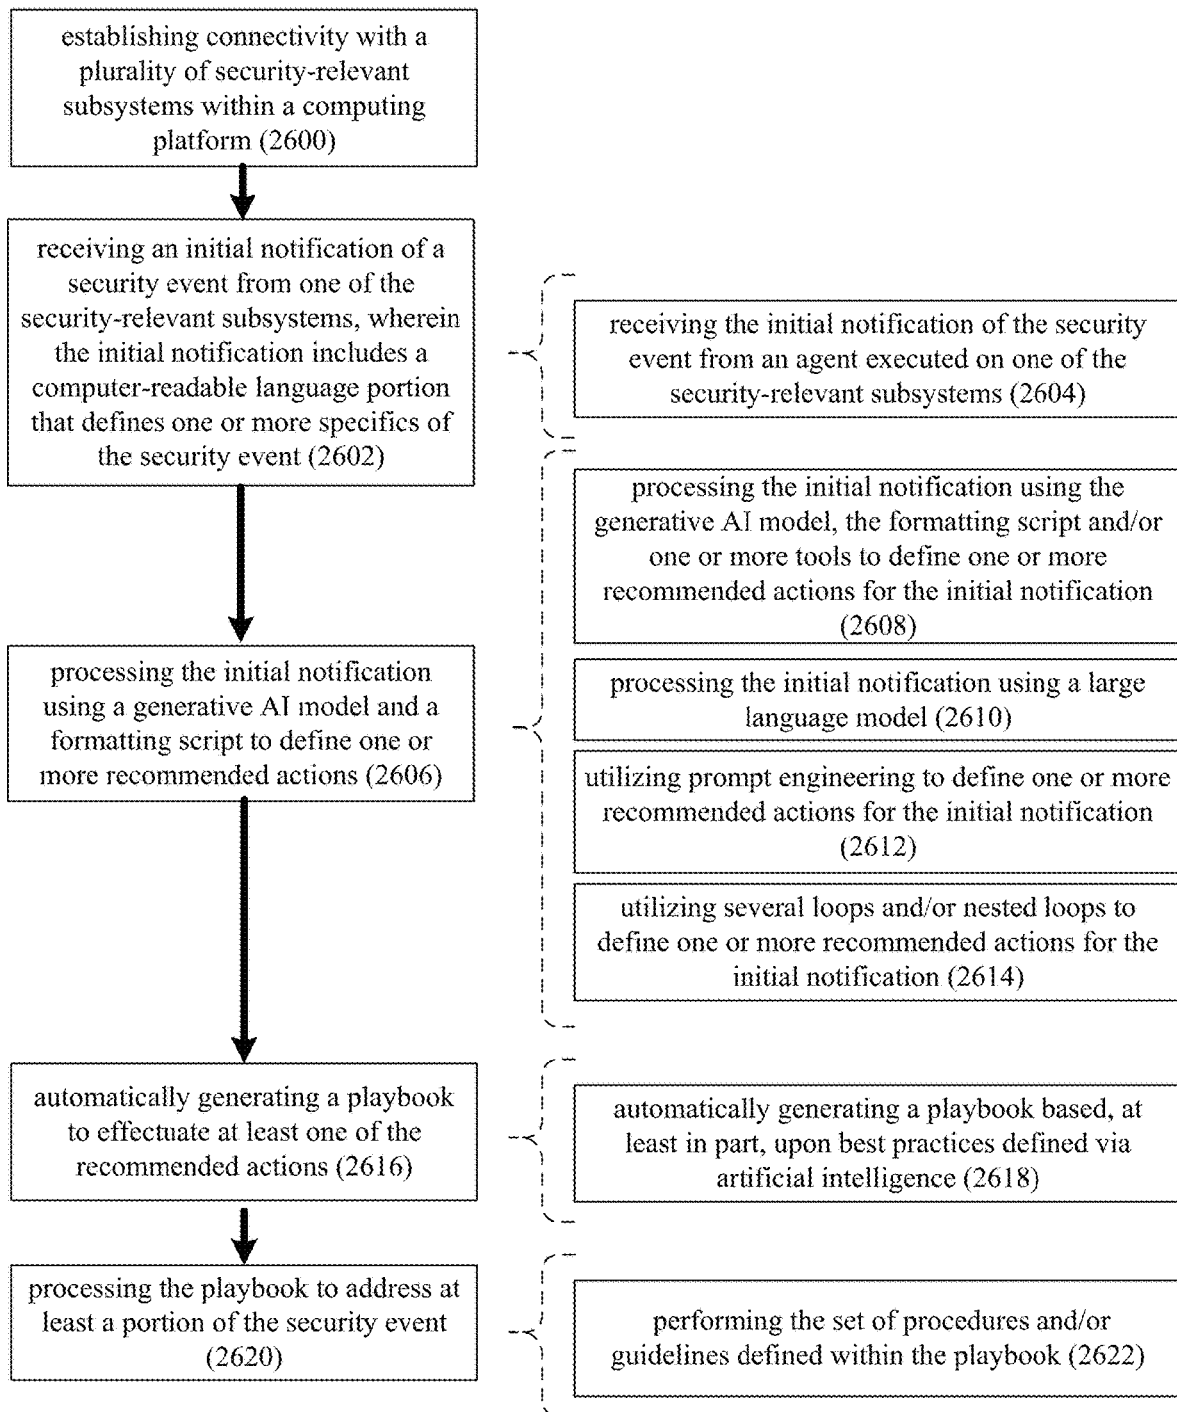 establishing connectivity with a
plurality of security-relevant
subsystems within a computing
platform (2600)
receiving an initial notification of a
security event from one of the
security-relevant subsystems, wherein
the initial notification includes a
computer-readable language portion
that defines one or more specifics of
the security event (2602)
receiving the initial notification of the security
event from an agent executed on one of the
security-relevant subsystems (2604)
processing the initial notification
using a generative AI model and a
formatting script to define one or
more recommended actions (2606)
processing the initial notification using the
generative AI model, the formatting script and/or
one or more tools to define one or more
recommended actions for the initial notification
(2608)
processing the initial notification using a large
language model (2610)
utilizing prompt engineering to define one or more
recommended actions for the initial notification
(2612)
utilizing several loops and/or nested loops to
define one or more recommended actions for the
initial notification (2614)
automatically generating a playbook
to effectuate at least one of the
recommended actions (2616)
automatically generating a playbook based, at
least in part, upon best practices defined via
artificial intelligence (2618)
processing the playbook to address at
least a portion of the security event
(2620)
performing the set of procedures and/or
guidelines defined within the playbook (2622)